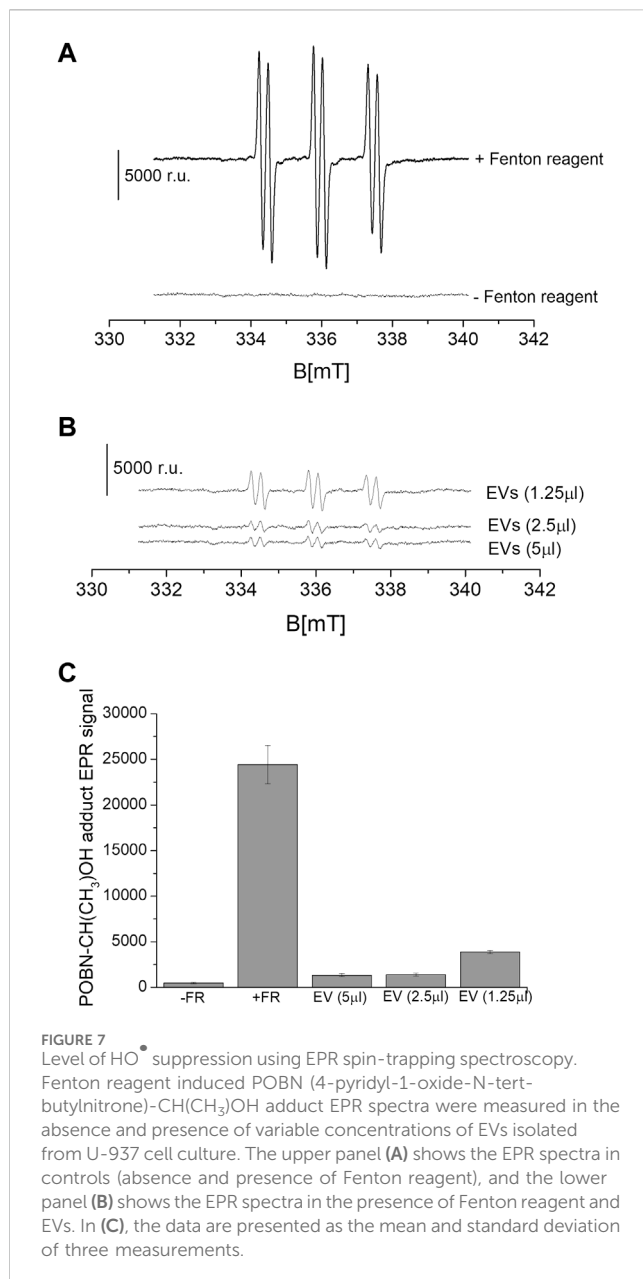 A
5000 r.u.
+ Fenton reagent
- Fenton reagent
330 332 334 336 338 340 342
B[mT]
B
5000 r.u.
EVs (1.25μl)
EVs (2.5μl)
EVs (5μl)
330 332 334 336 338 340 342
B[mT]
C
POBN-CH(CH₃)OH adduct EPR signal
30000
25000
20000
15000
10000
5000
0
-FR +FR EV (5μl) EV (2.5μl) EV (1.25μl)
FIGURE 7
Level of HO• suppression using EPR spin-trapping spectroscopy.
Fenton reagent induced POBN (4-pyridyl-1-oxide-N-tert-
butylnitrone)-CH(CH₃)OH adduct EPR spectra were measured in the
absence and presence of variable concentrations of EVs isolated
from U-937 cell culture. The upper panel (A) shows the EPR spectra in
controls (absence and presence of Fenton reagent), and the lower
panel (B) shows the EPR spectra in the presence of Fenton reagent and
EVs. In (C), the data are presented as the mean and standard deviation
of three measurements.